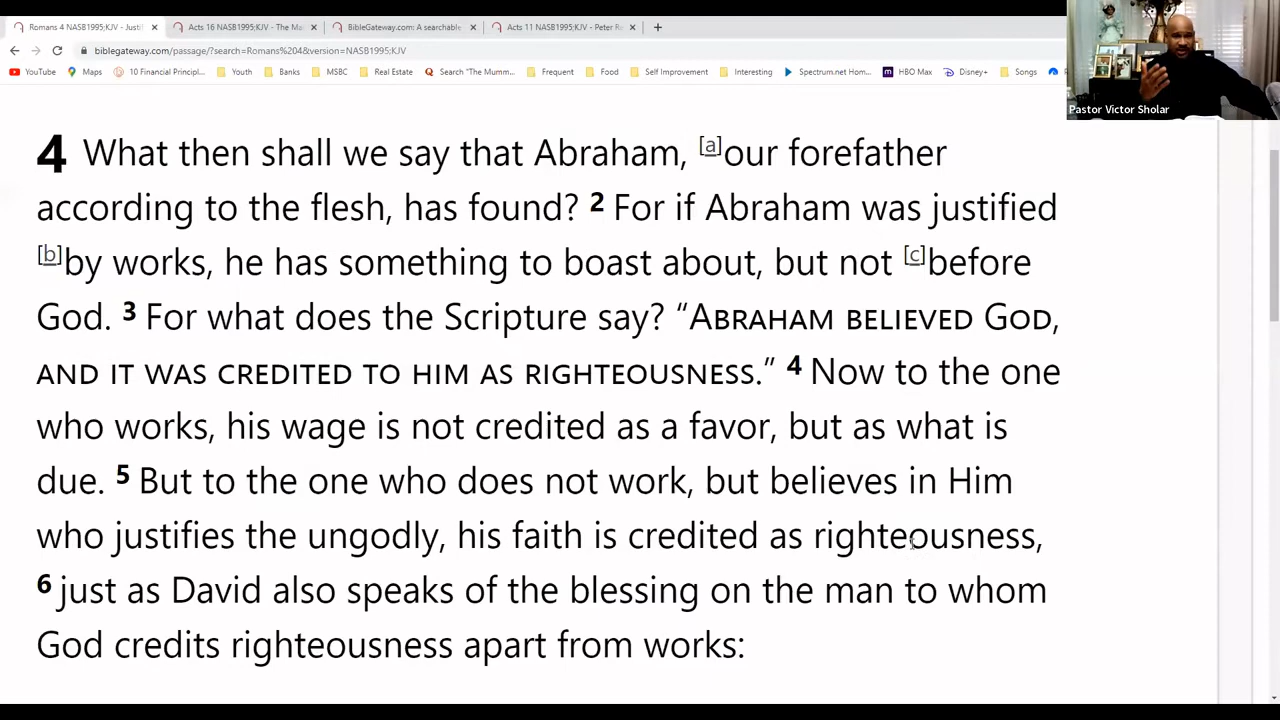 Romans 4 NASB1995;KJV - Justi
Acts 16 NASB1995;KJV - The Ma
BibleGateway.com: A searchable
Acts 11 NASB1995;KJV - Peter R
biblegateway.com/passage/?search=Romans%204&version=NASB1995;KJV
YouTube Maps 10 Financial Principl... Youth Banks MSBC Real Estate Search "The Mumm... Frequent Food Self Improvement Interesting Spectrum.net Hom... HBO Max Disney+ Songs
Pastor Victor Sholar
4 What then shall we say that Abraham, [a]our forefather
according to the flesh, has found? 2 For if Abraham was justified
[b]by works, he has something to boast about, but not [c]before
God. 3 For what does the Scripture say? “ABRAHAM BELIEVED GOD,
AND IT WAS CREDITED TO HIM AS RIGHTEOUSNESS.” 4 Now to the one
who works, his wage is not credited as a favor, but as what is
due. 5 But to the one who does not work, but believes in Him
who justifies the ungodly, his faith is credited as righteousness,
6 just as David also speaks of the blessing on the man to whom
God credits righteousness apart from works: